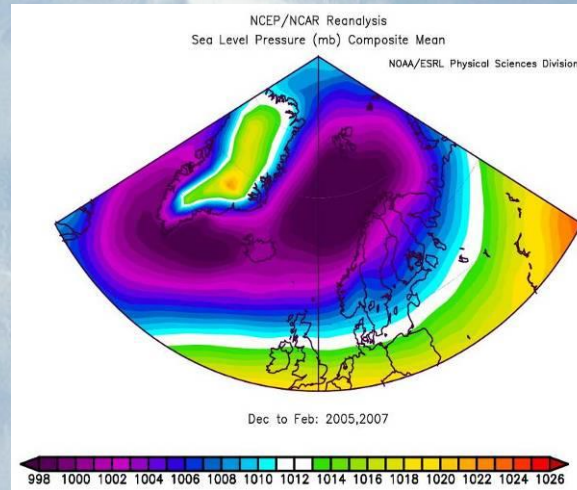 NCEP/NCAR Reanalysis
Sea Level Pressure (mb) Composite Mean
NOAA/ESRL Physical Sciences Division
Dec to Feb: 2005,2007
998 1000 1002 1004 1006 1008 1010 1012 1014 1016 1018 1020 1022 1024 1026